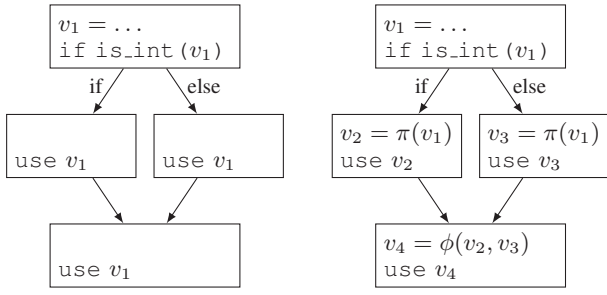 v₁ = ...
if is_int(v₁)
if
else
use v₁
use v₁
use v₁
v₁ = ...
if is_int(v₁)
if
else
v₂ = π(v₁)
use v₂
v₃ = π(v₁)
use v₃
v₄ = ϕ(v₂, v₃)
use v₄